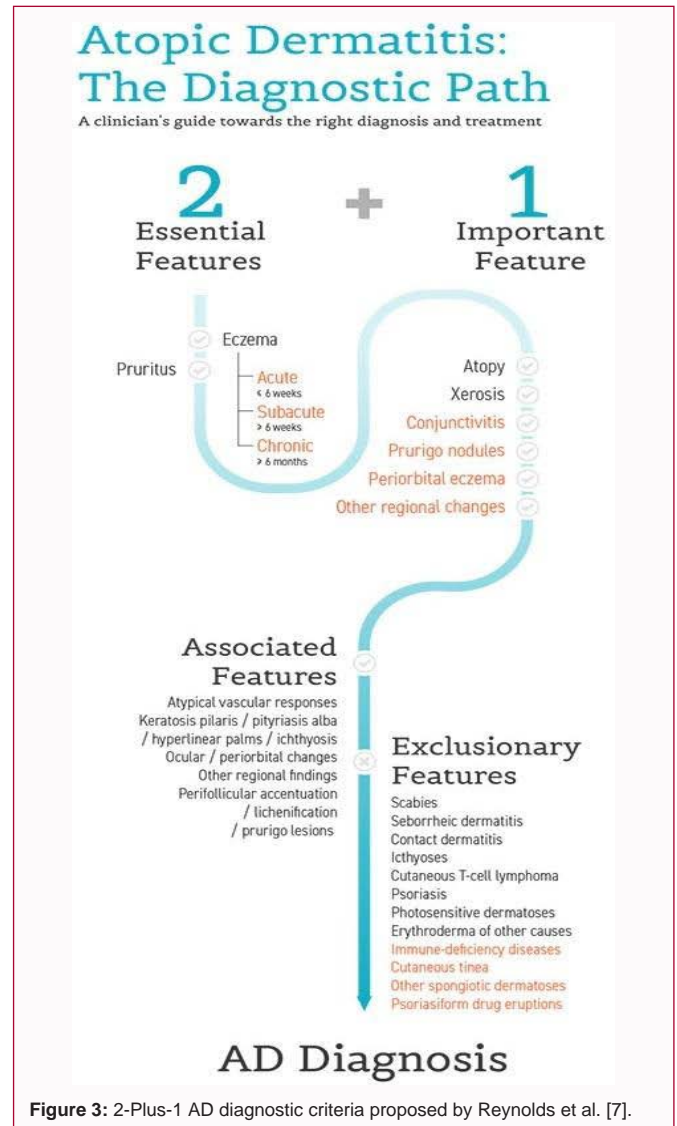 Atopic Dermatitis:
The Diagnostic Path
A clinician's guide towards the right diagnosis and treatment
2
Essential
Features
+
1
Important
Feature
Eczema
Pruritus
Acute
< 6 weeks
Subacute
> 6 weeks
Chronic
> 6 months
Atopy
Xerosis
Conjunctivitis
Prurigo nodules
Periorbital eczema
Other regional changes
Associated
Features
Atypical vascular responses
Keratosis pilaris / pityriasis alba
/ hyperlinear palms / ichthyosis
Ocular / periorbital changes
Other regional findings
Perifollicular accentuation
/ lichenification
/ prurigo lesions
Exclusionary
Features
Scabies
Seborrheic dermatitis
Contact dermatitis
Icthyoses
Cutaneous T-cell lymphoma
Psoriasis
Photosensitive dermatoses
Erythroderma of other causes
Immune-deficiency diseases
Cutaneous tinea
Other spongiotic dermatoses
Psoriasiform drug eruptions
AD Diagnosis
Figure 3: 2-Plus-1 AD diagnostic criteria proposed by Reynolds et al. [7].